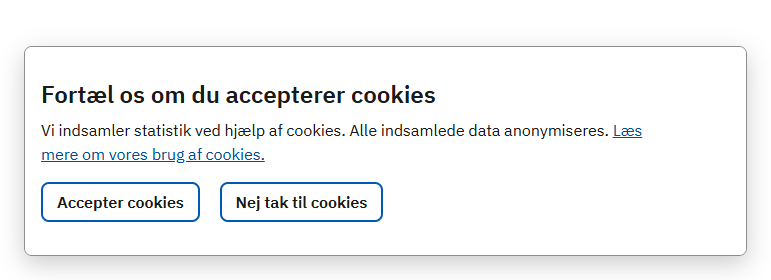 Fortæl os om du accepterer cookies
Vi indsamler statistik ved hjælp af cookies. Alle indsamlede data anonymiseres. Læs
mere om vores brug af cookies.
Accepter cookies
Nej tak til cookies